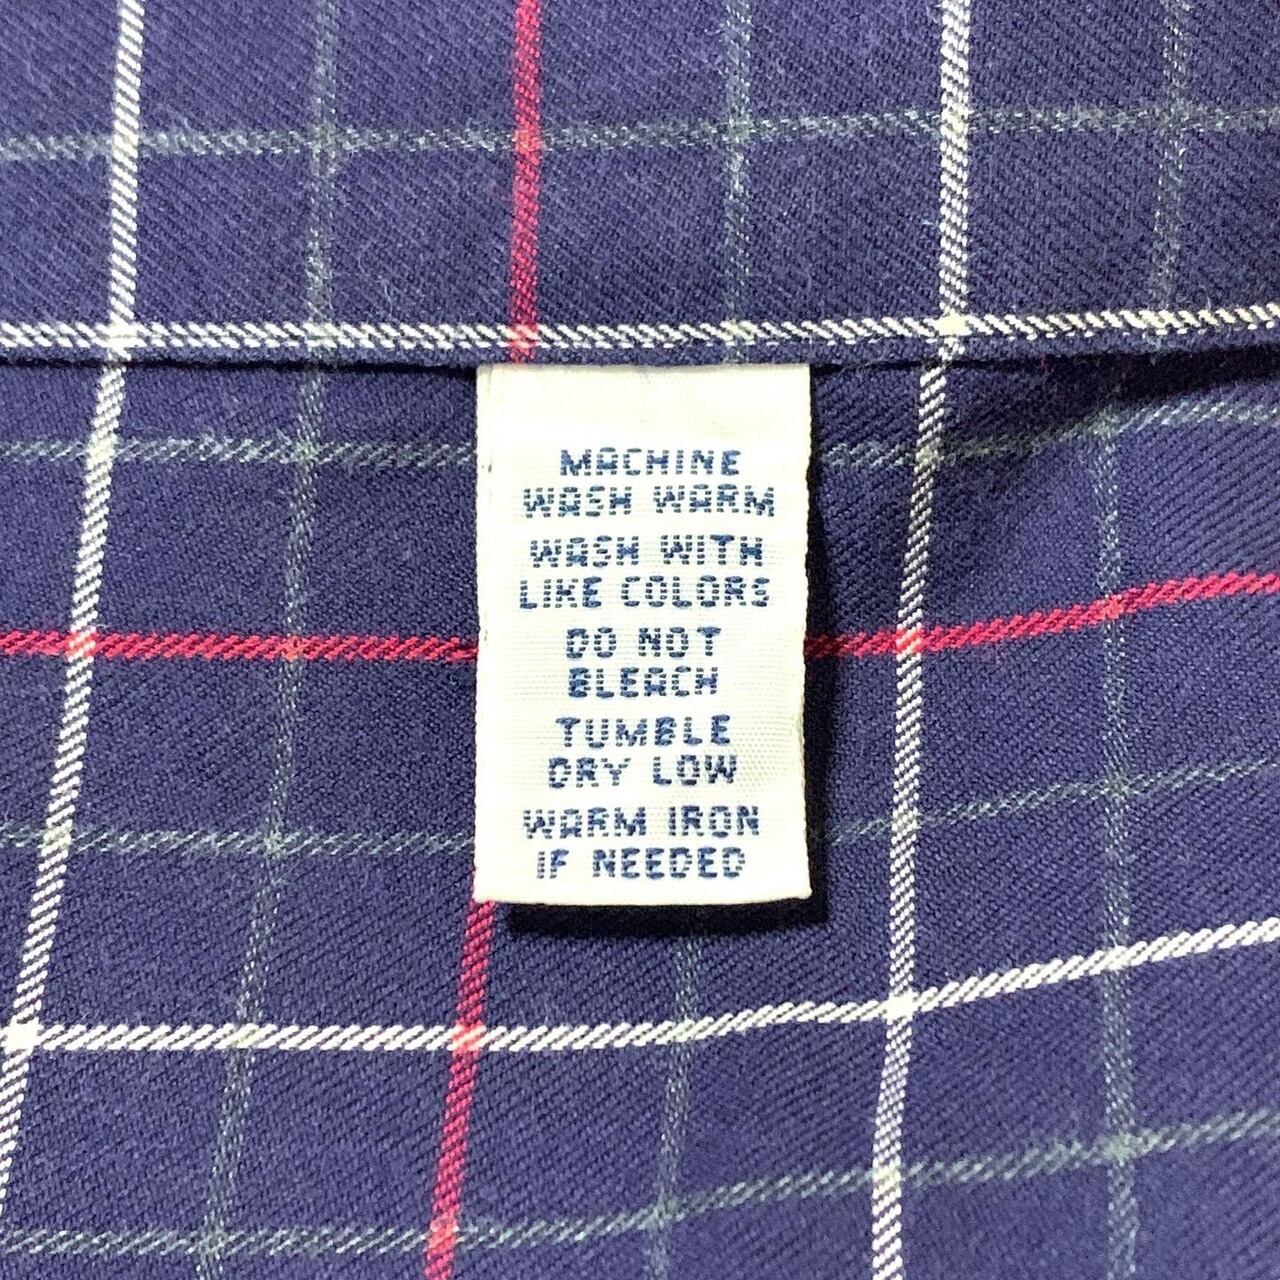 MACHINE
WASH WARM
WASH WITH
LIKE COLORS
DO NOT
BLEACH
TUMBLE
DRY LOW
WARM IRON
IF NEEDED